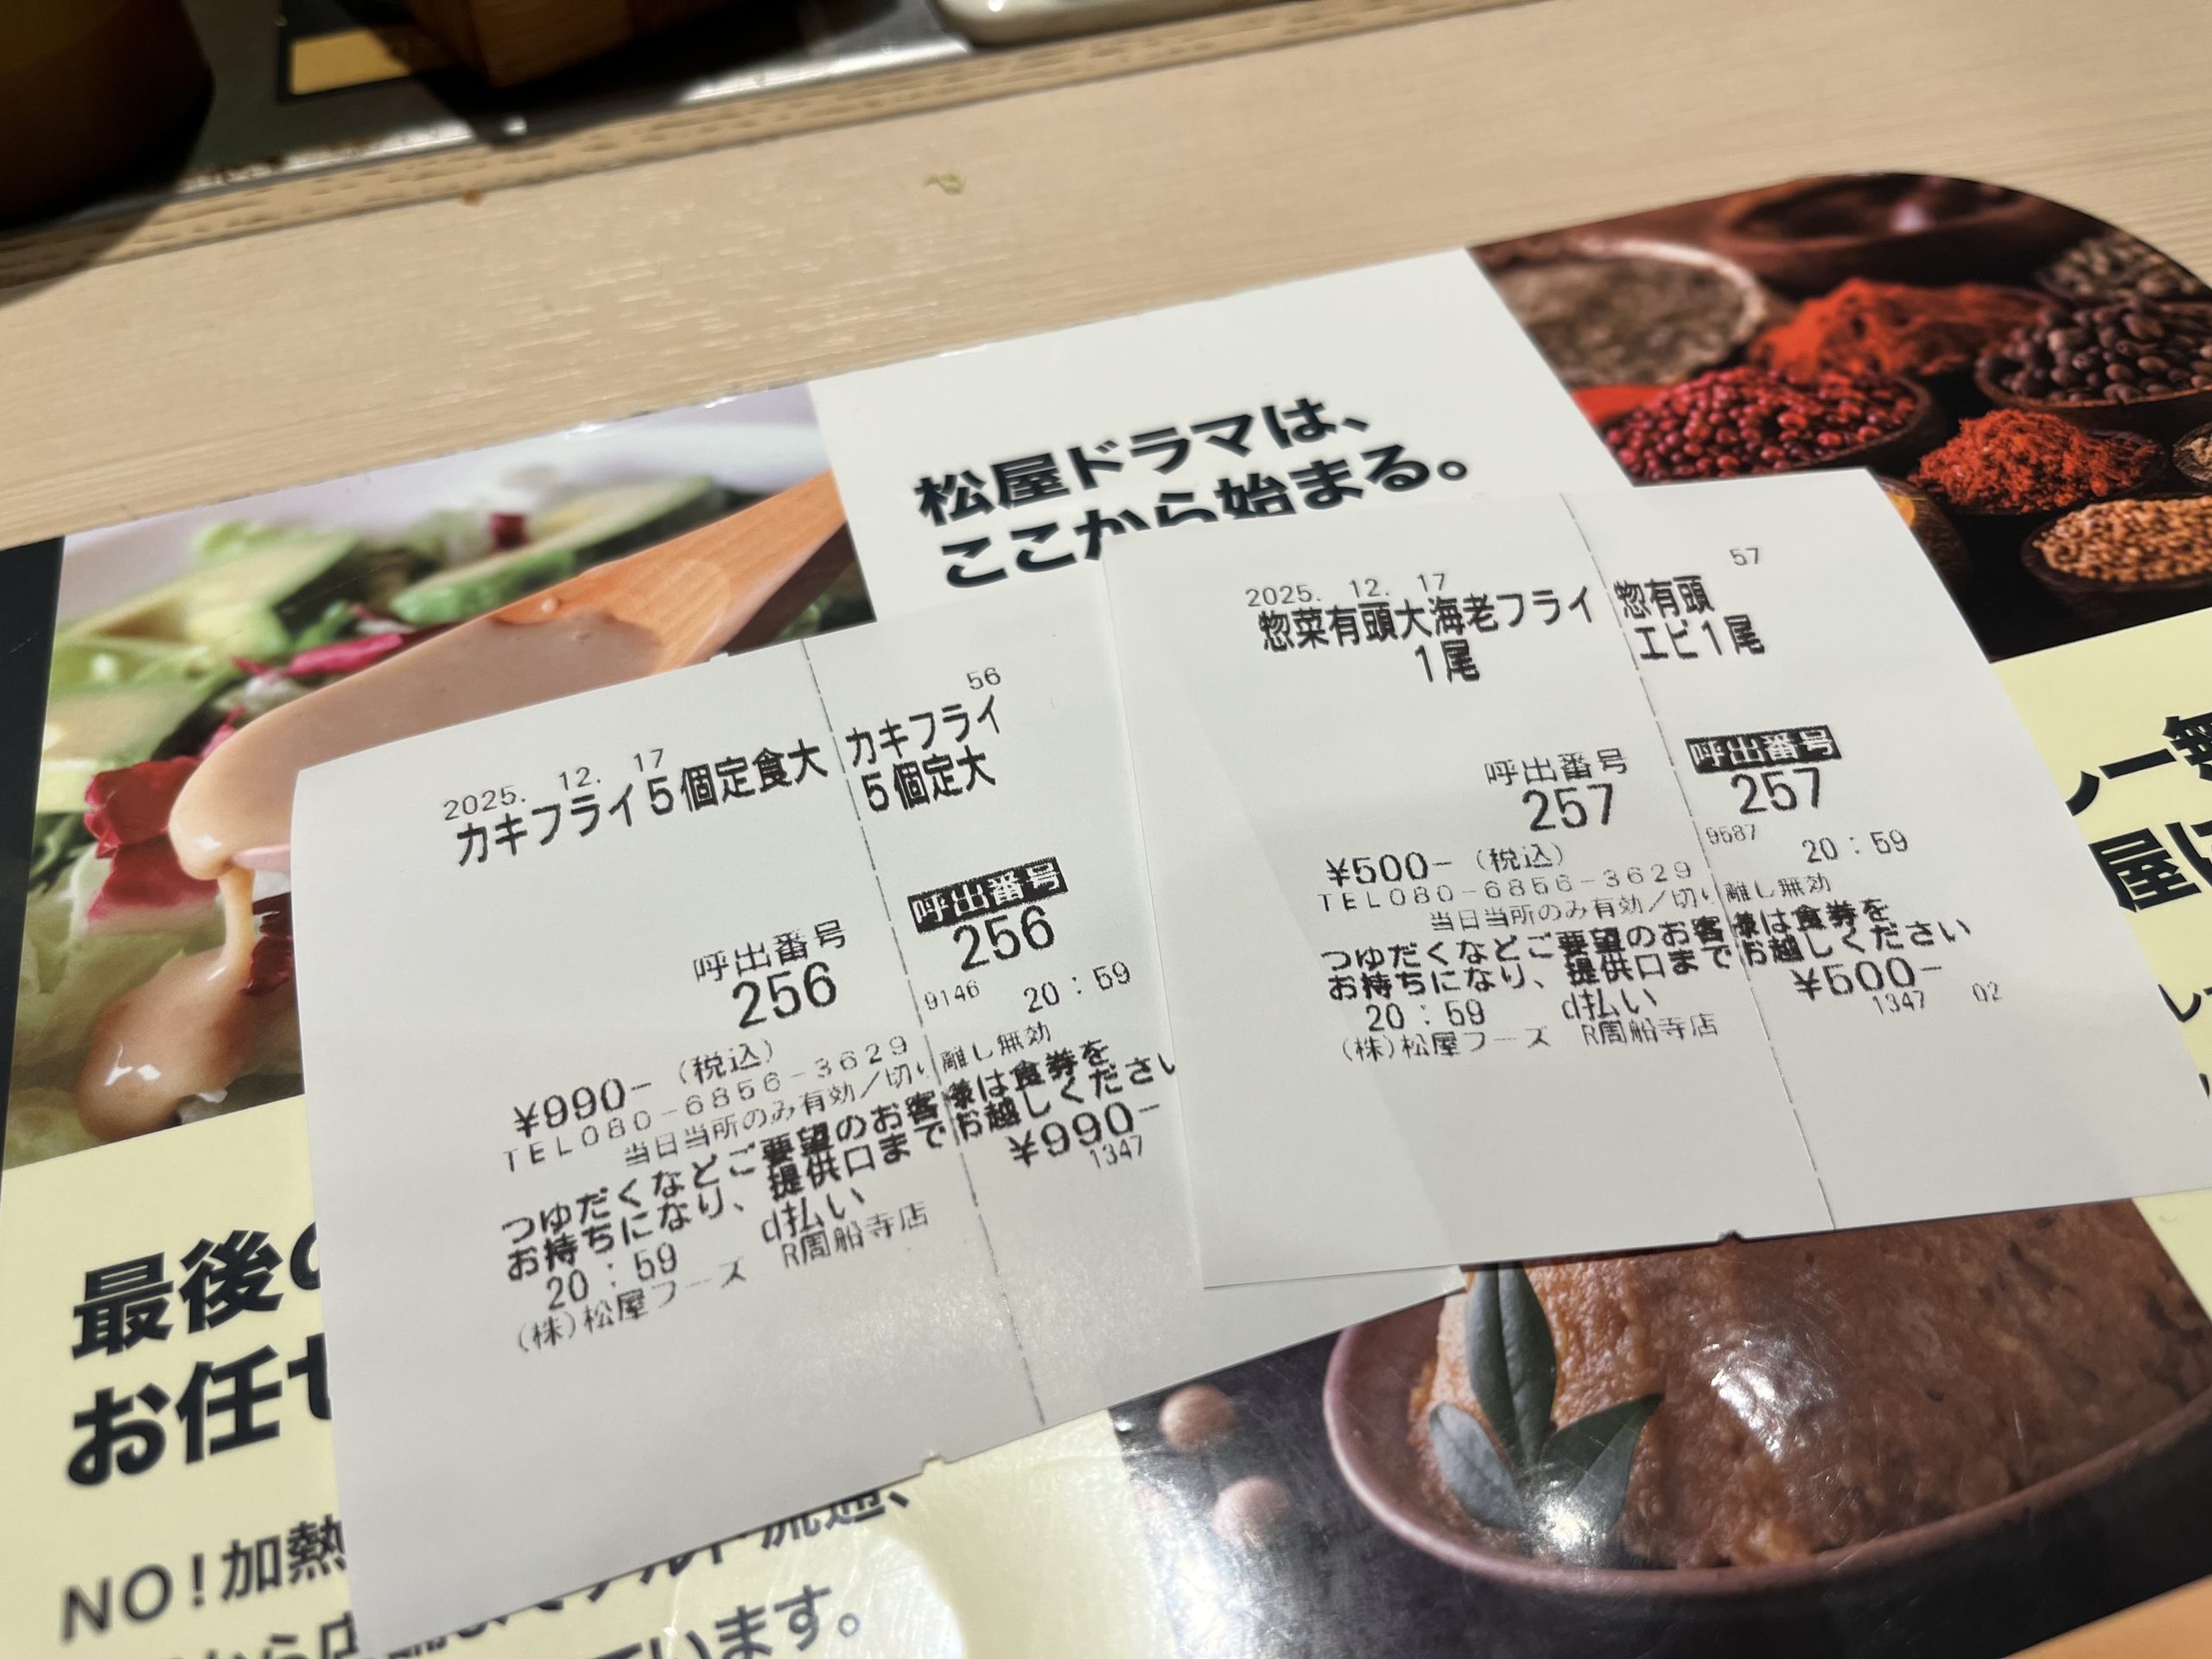 松屋ドラマは、
ここから始まる。
2025. 12. 17
カキフライ5個定食大
呼出番号
256
¥990- (税込)
TEL080-6856-3629
当日当所のみ有効/切り離し無効
つゆだくなどご要望のお客様は食券を
お持ちになり、提供口までお越しください
20:59 d払い
(株)松屋フーズ R周船寺店
56
カキフライ
5個定大
呼出番号
256
9146 20:59
¥990-
1347
2025. 12. 17
惣菜有頭大海老フライ
1尾
呼出番号
257
¥500- (税込)
TEL080-6856-3629
当日当所のみ有効/切り離し無効
つゆだくなどご要望のお客様は食券を
お持ちになり、提供口までお越しください
20:59 d払い
(株)松屋フーズ R周船寺店
57
惣有頭
エビ1尾
呼出番号
257
9587 20:59
¥500-
1347 02
最後の
お任せ
NO!加熱
います。